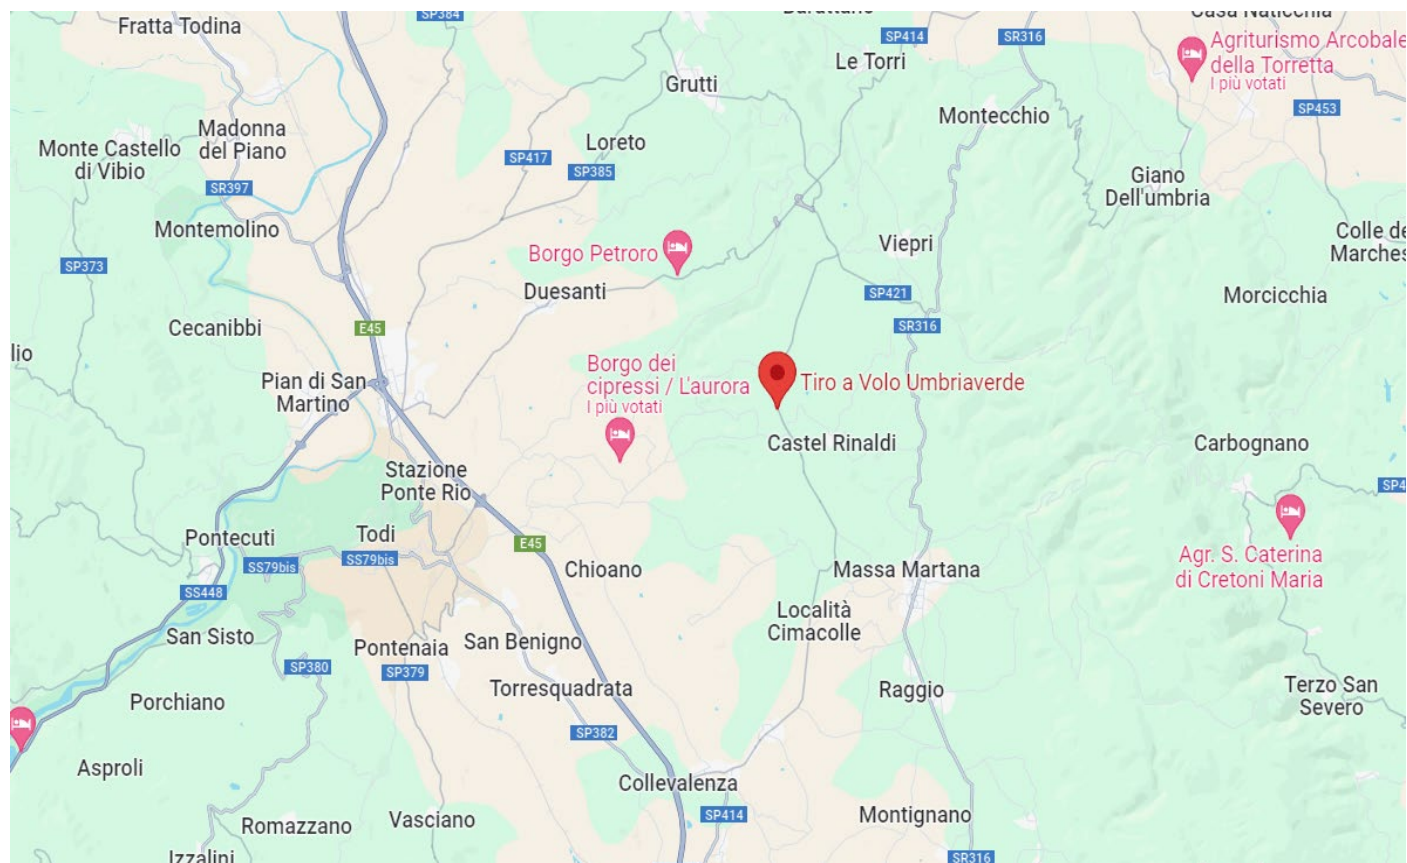 SP384
Fratta Todina
SR316
Casa Naticchia
SP414
Le Torri
Agriturismo Arcobale
della Torretta
I più votati
Grutti
SP453
Montecchio
Madonna
del Piano
Monte Castello
di Vibio
Loreto
SP417
SP385
SR397
Giano
Dell'umbria
Montemolino
Viepri
Colle de
Marches
Borgo Petroro
SP373
Duesanti
SP421
Morcicchia
Cecanibbi
E45
SR316
lio
Borgo dei
cipressi / L'aurora
I più votati
Pian di San
Martino
Tiro a Volo Umbriaverde
Castel Rinaldi
Carbognano
Stazione
Ponte Rio
SP4
Pontecuti
Todi
E45
SS79bis
SS79bis
Chioano
Massa Martana
Agr. S. Caterina
di Cretoni Maria
SS448
Località
Cimacolle
San Sisto
Pontenaia
San Benigno
SP380
SP379
Torresquadrata
Raggio
Terzo San
Severo
Porchiano
SP382
Asproli
Collevalenza
SP414
Montignano
Romazzano
Vasciano
Izzalini
SR316